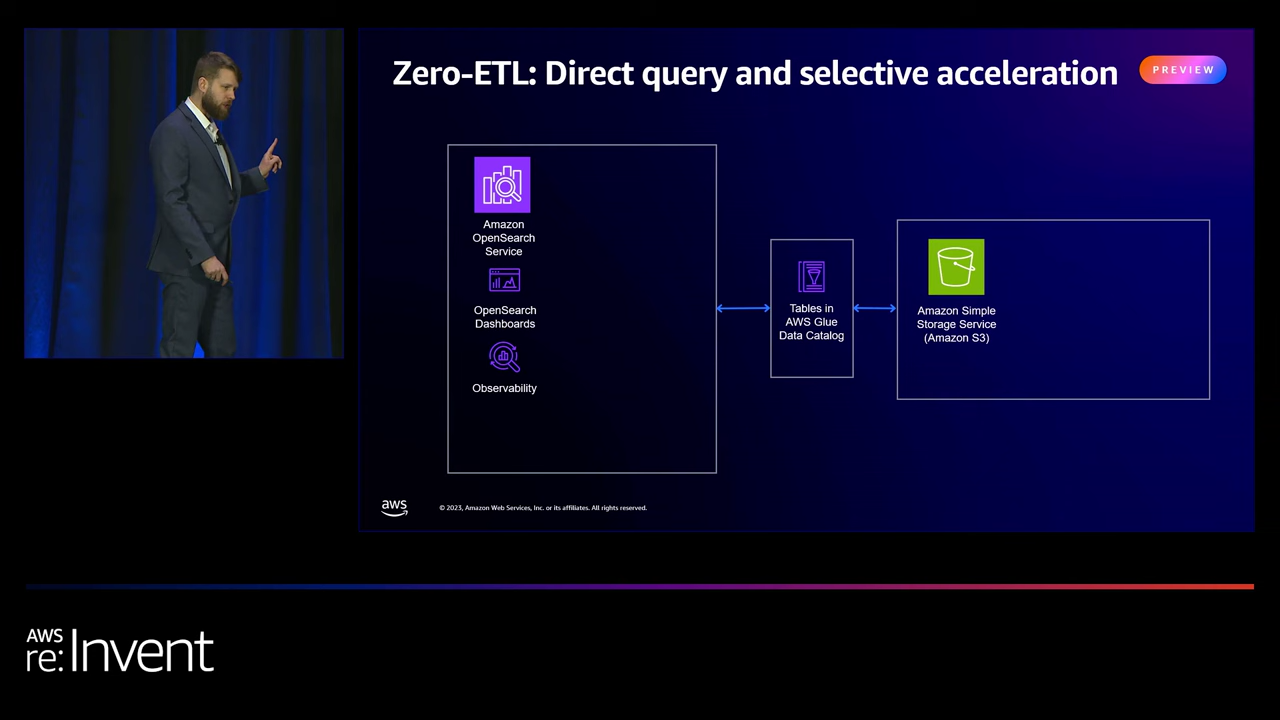 Zero-ETL: Direct query and selective acceleration
PREVIEW
Amazon
OpenSearch
Service
OpenSearch
Dashboards
Observability
Tables in
AWS Glue
Data Catalog
Amazon Simple
Storage Service
(Amazon S3)
aws
© 2023, Amazon Web Services, Inc. or its affiliates. All rights reserved.
AWS
re:Invent